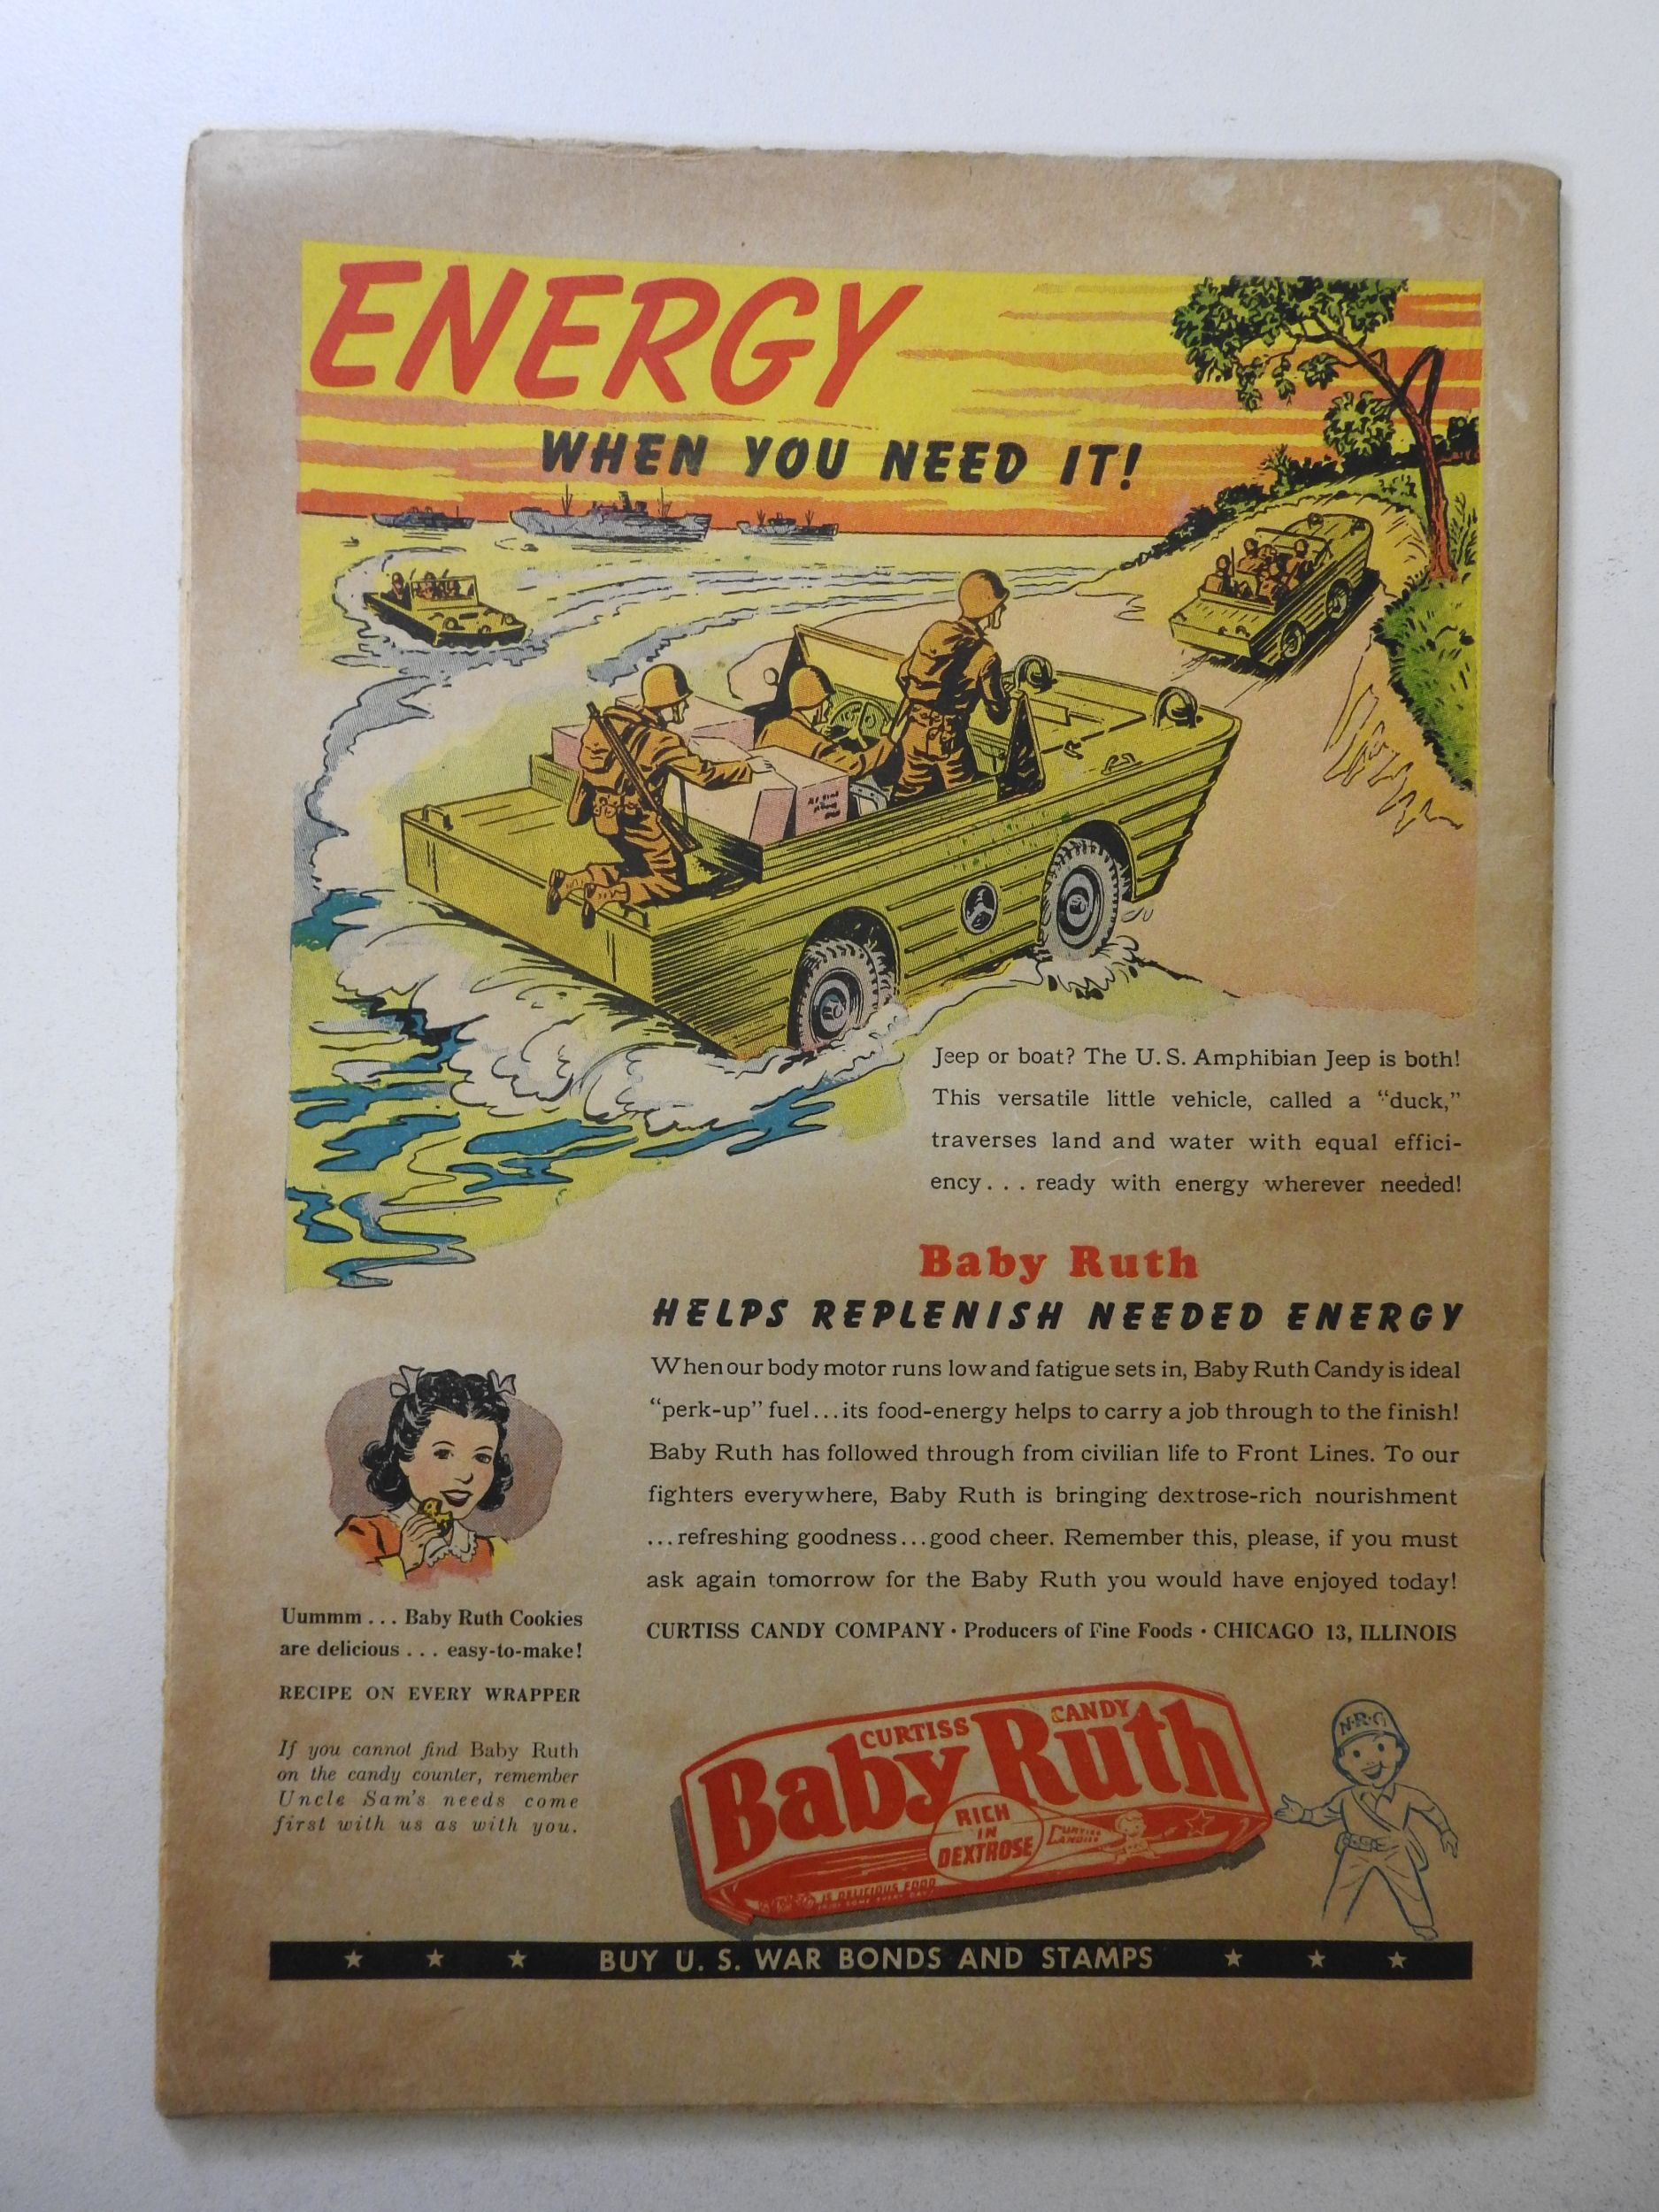 ENERGY
WHEN YOU NEED IT!
Jeep or boat? The U. S. Amphibian Jeep is both!
This versatile little vehicle, called a “duck,”
traverses land and water with equal effici-
ency . . . ready with energy wherever needed!
Baby Ruth
HELPS REPLENISH NEEDED ENERGY
When our body motor runs low and fatigue sets in, Baby Ruth Candy is ideal
“perk-up” fuel...its food-energy helps to carry a job through to the finish!
Baby Ruth has followed through from civilian life to Front Lines. To our
fighters everywhere, Baby Ruth is bringing dextrose-rich nourishment
...refreshing goodness...good cheer. Remember this, please, if you must
ask again tomorrow for the Baby Ruth you would have enjoyed today!
CURTISS CANDY COMPANY · Producers of Fine Foods · CHICAGO 13, ILLINOIS
Uummm . . . Baby Ruth Cookies
are delicious . . . easy-to-make!
RECIPE ON EVERY WRAPPER
If you cannot find Baby Ruth
on the candy counter, remember
Uncle Sam's needs come
first with us as with you.
CURTISS CANDY
Baby Ruth
RICH
IN
DEXTROSE
CURTISS
CANDIES
IS DELICIOUS FOOD
N-R-G
BUY U. S. WAR BONDS AND STAMPS